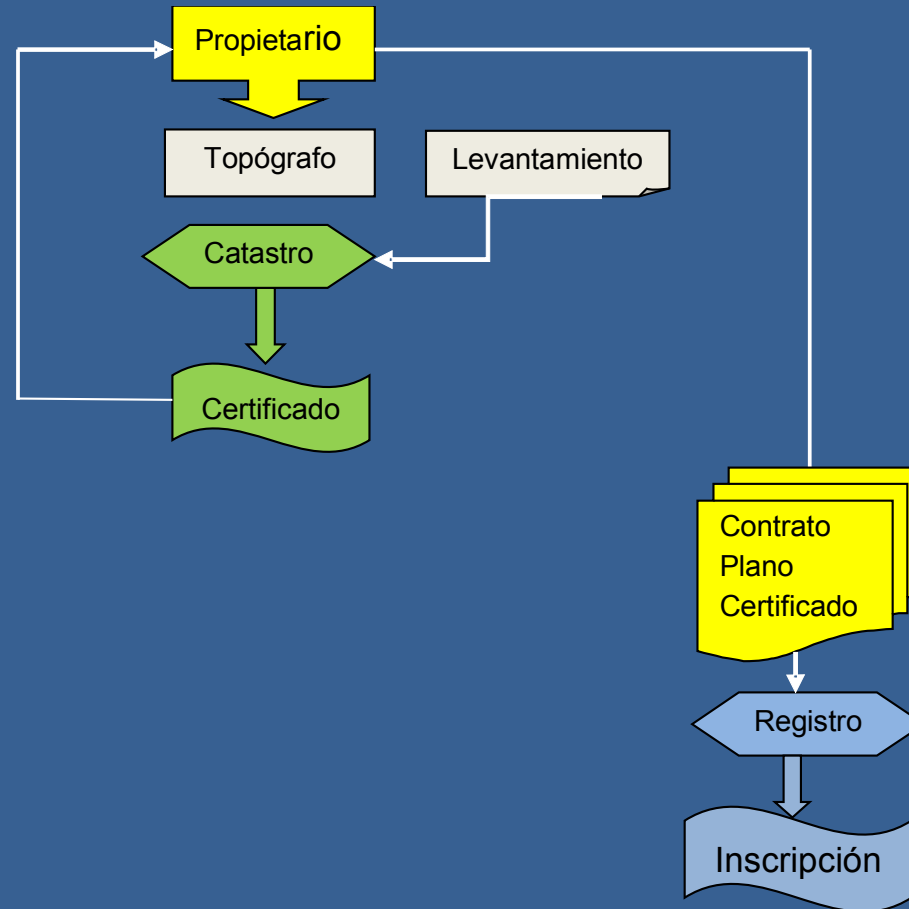 Propietario
Topógrafo
Levantamiento
Catastro
Certificado
Contrato
Plano
Certificado
Registro
Inscripción